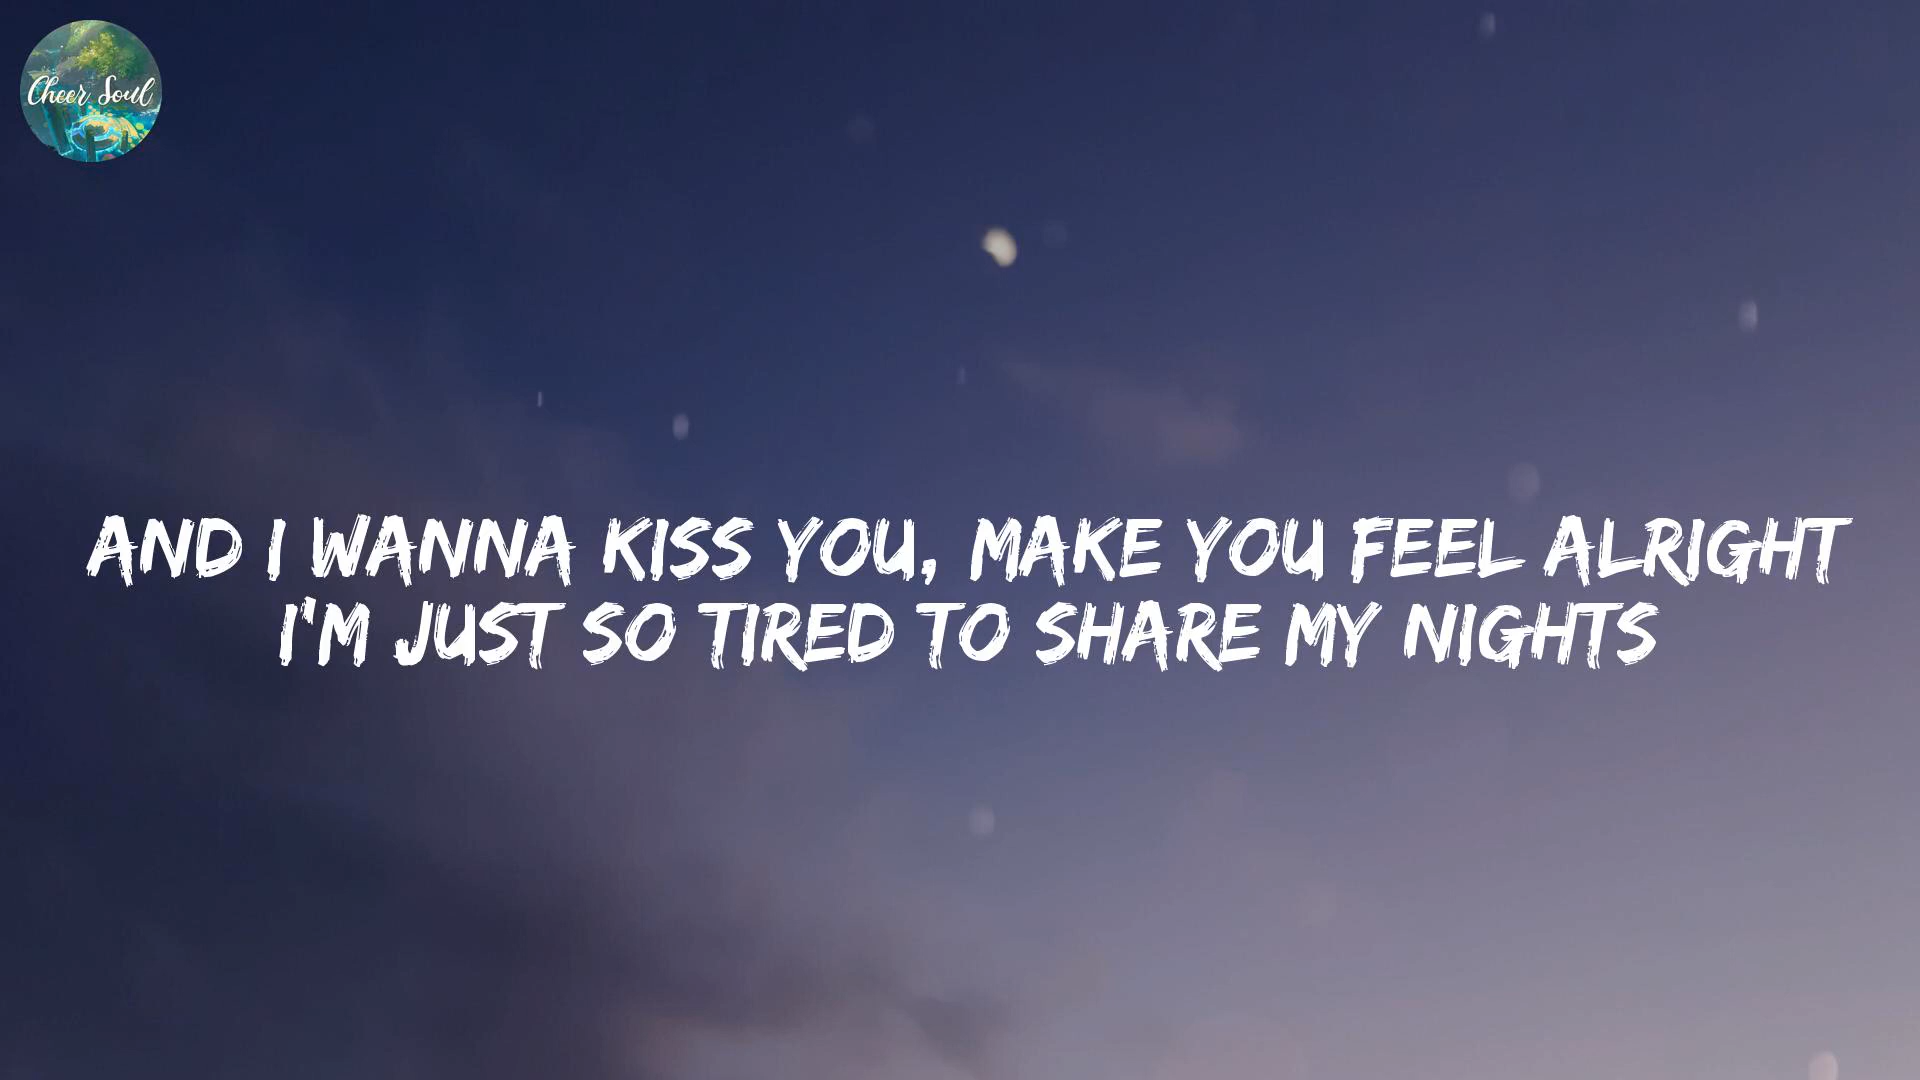 Cheer Soul
AND I WANNA KISS YOU, MAKE YOU FEEL ALRIGHT
I'M JUST SO TIRED TO SHARE MY NIGHTS